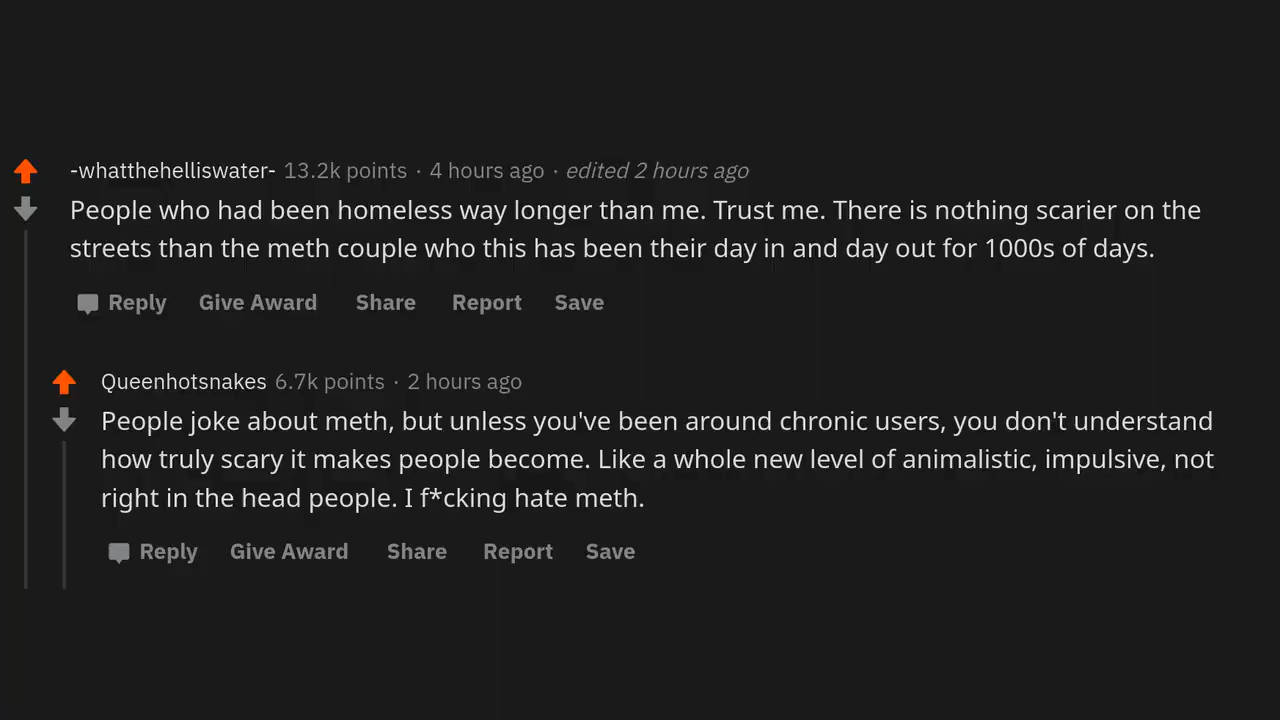 -whatthehelliswater- 13.2k points · 4 hours ago · edited 2 hours ago
People who had been homeless way longer than me. Trust me. There is nothing scarier on the
streets than the meth couple who this has been their day in and day out for 1000s of days.
Reply Give Award Share Report Save
Queenhotsnakes 6.7k points · 2 hours ago
People joke about meth, but unless you've been around chronic users, you don't understand
how truly scary it makes people become. Like a whole new level of animalistic, impulsive, not
right in the head people. I f*cking hate meth.
Reply Give Award Share Report Save